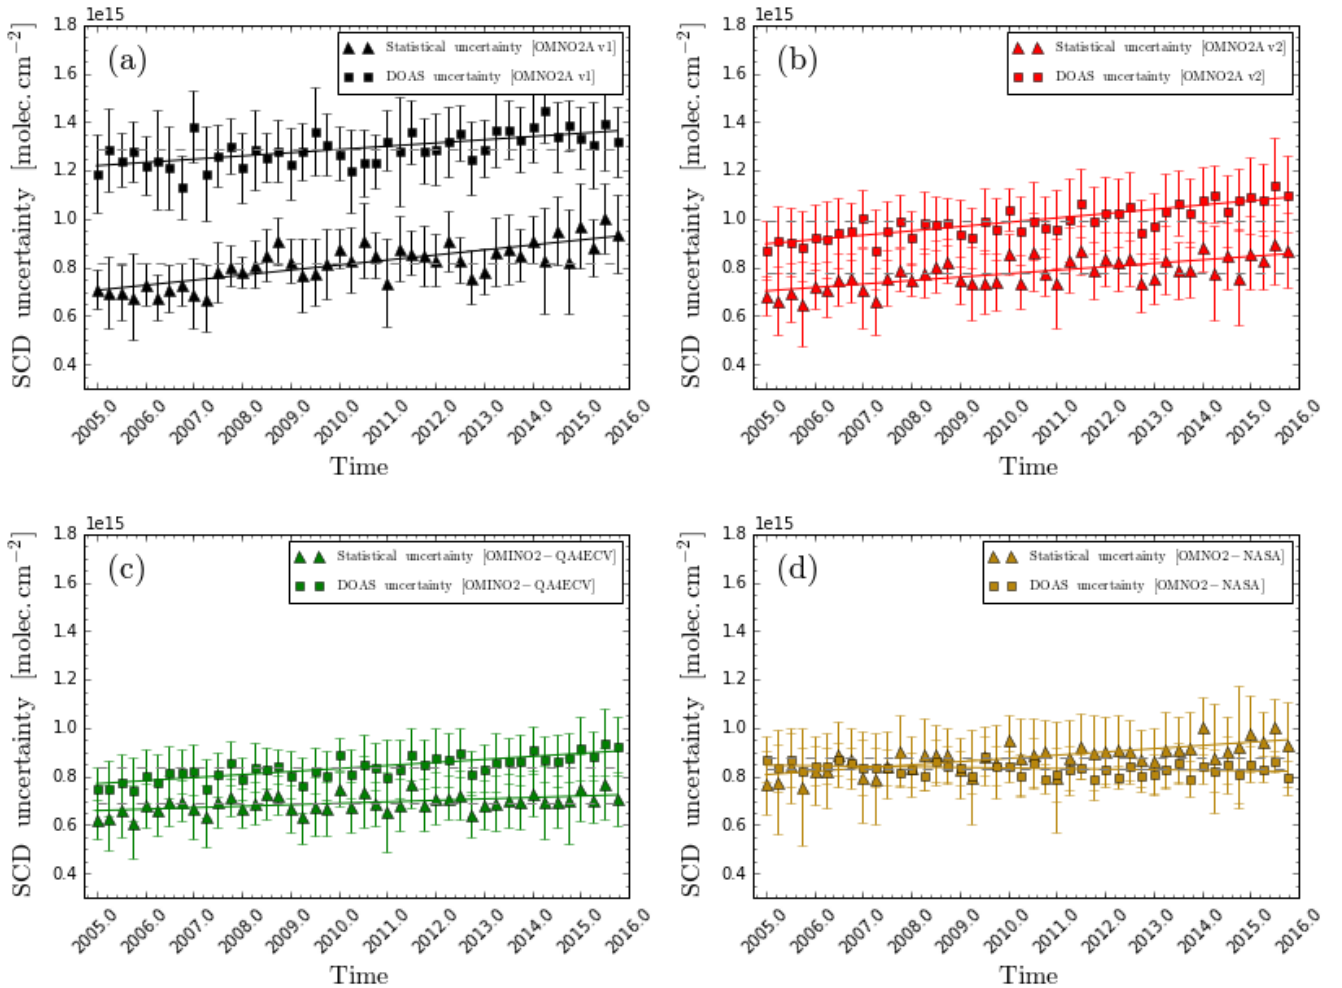 1e15
(a)
Statistical uncertainty [OMNO2A v1]
DOAS uncertainty [OMNO2A v1]
SCD uncertainty [molec. cm−2]
1.8
1.6
1.4
1.2
1.0
0.8
0.6
0.4
2005.0 2006.0 2007.0 2008.0 2009.0 2010.0 2011.0 2012.0 2013.0 2014.0 2015.0 2016.0
Time
1e15
(b)
Statistical uncertainty [OMNO2A v2]
DOAS uncertainty [OMNO2A v2]
SCD uncertainty [molec. cm−2]
1.8
1.6
1.4
1.2
1.0
0.8
0.6
0.4
2005.0 2006.0 2007.0 2008.0 2009.0 2010.0 2011.0 2012.0 2013.0 2014.0 2015.0 2016.0
Time
1e15
(c)
Statistical uncertainty [OMINO2−QA4ECV]
DOAS uncertainty [OMINO2−QA4ECV]
SCD uncertainty [molec. cm−2]
1.8
1.6
1.4
1.2
1.0
0.8
0.6
0.4
2005.0 2006.0 2007.0 2008.0 2009.0 2010.0 2011.0 2012.0 2013.0 2014.0 2015.0 2016.0
Time
1e15
(d)
Statistical uncertainty [OMNO2−NASA]
DOAS uncertainty [OMNO2−NASA]
SCD uncertainty [molec. cm−2]
1.8
1.6
1.4
1.2
1.0
0.8
0.6
0.4
2005.0 2006.0 2007.0 2008.0 2009.0 2010.0 2011.0 2012.0 2013.0 2014.0 2015.0 2016.0
Time